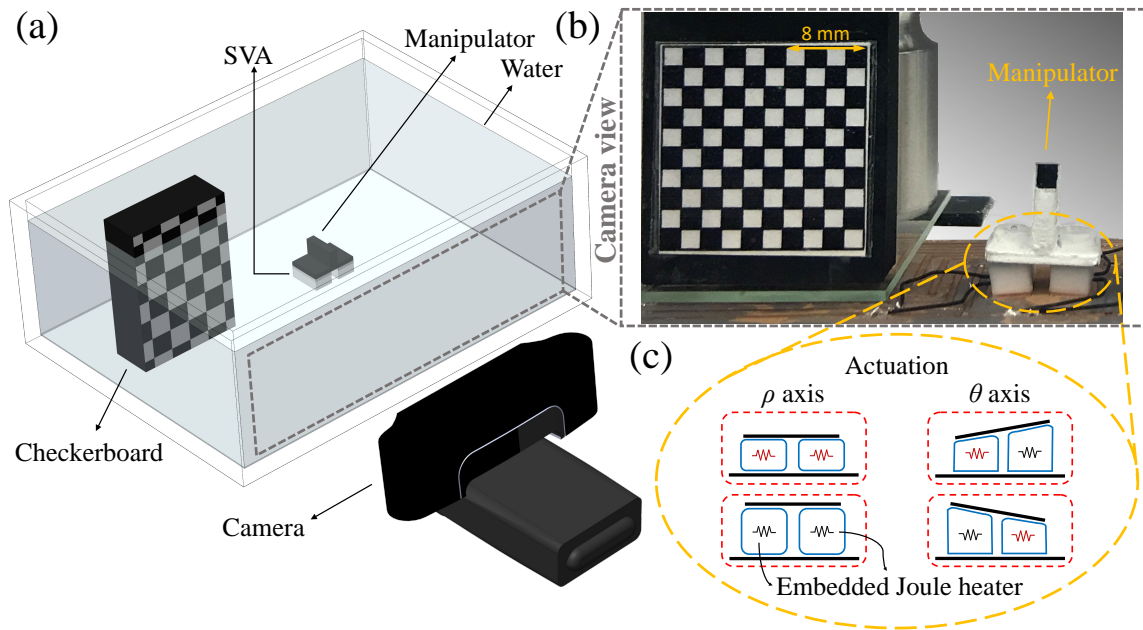 (a)
SVA
Manipulator
Water
Checkerboard
Camera
(b)
Camera view
8 mm
Manipulator
(c)
Actuation
ρ axis
θ axis
Embedded Joule heater